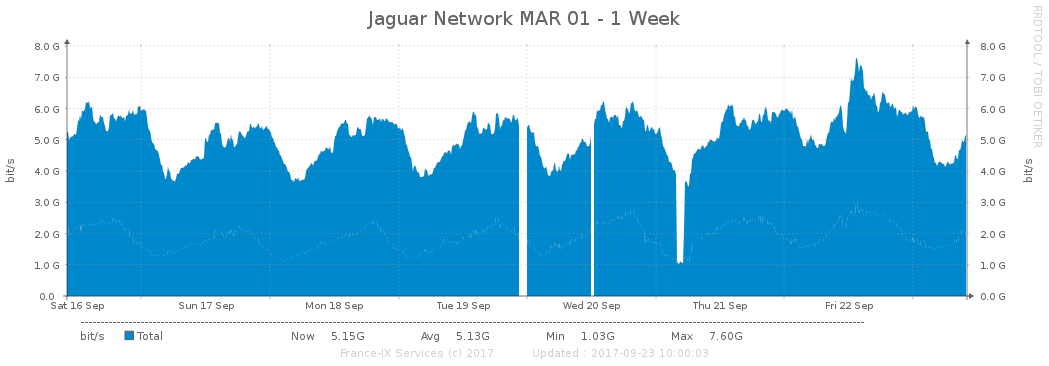 Jaguar Network MAR 01 - 1 Week
RRDTOOL / TOBI OETIKER
bit/s
8.0 G 8.0 G
7.0 G 7.0 G
6.0 G 6.0 G
5.0 G 5.0 G
4.0 G 4.0 G
3.0 G 3.0 G
2.0 G 2.0 G
1.0 G 1.0 G
0.0 0.0 G
bit/s
Sat 16 Sep Sun 17 Sep Mon 18 Sep Tue 19 Sep Wed 20 Sep Thu 21 Sep Fri 22 Sep
bit/s Total Now 5.15G Avg 5.13G Min 1.03G Max 7.60G
France-IX Services (c) 2017 Updated : 2017-09-23 10:00:03